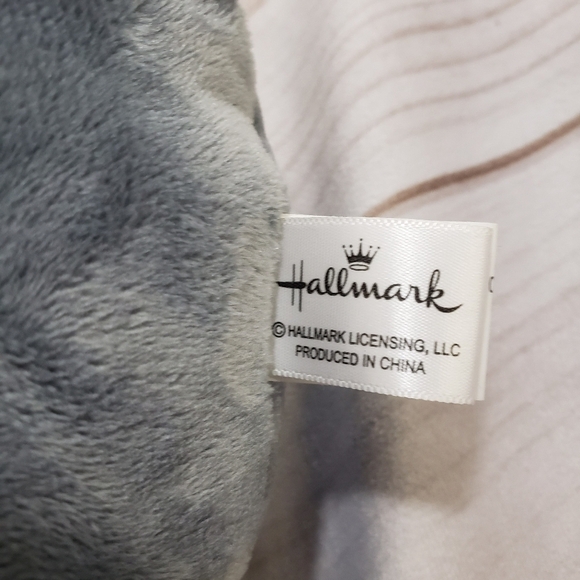 Hallmark
© HALLMARK LICENSING, LLC
PRODUCED IN CHINA